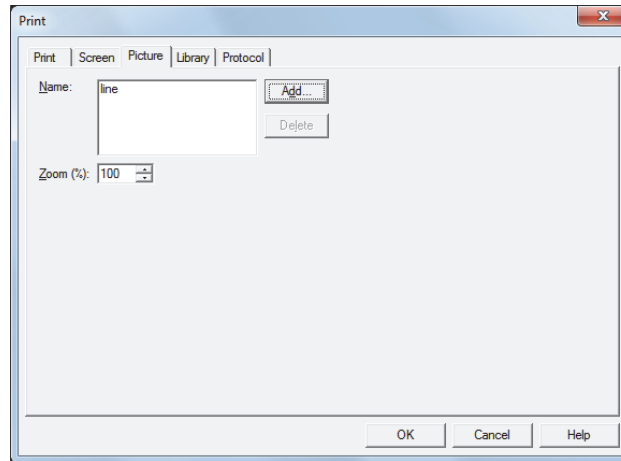 Print
Print Screen Picture Library Protocol
Name: line Add...
Delete
Zoom (%): 100
OK Cancel Help